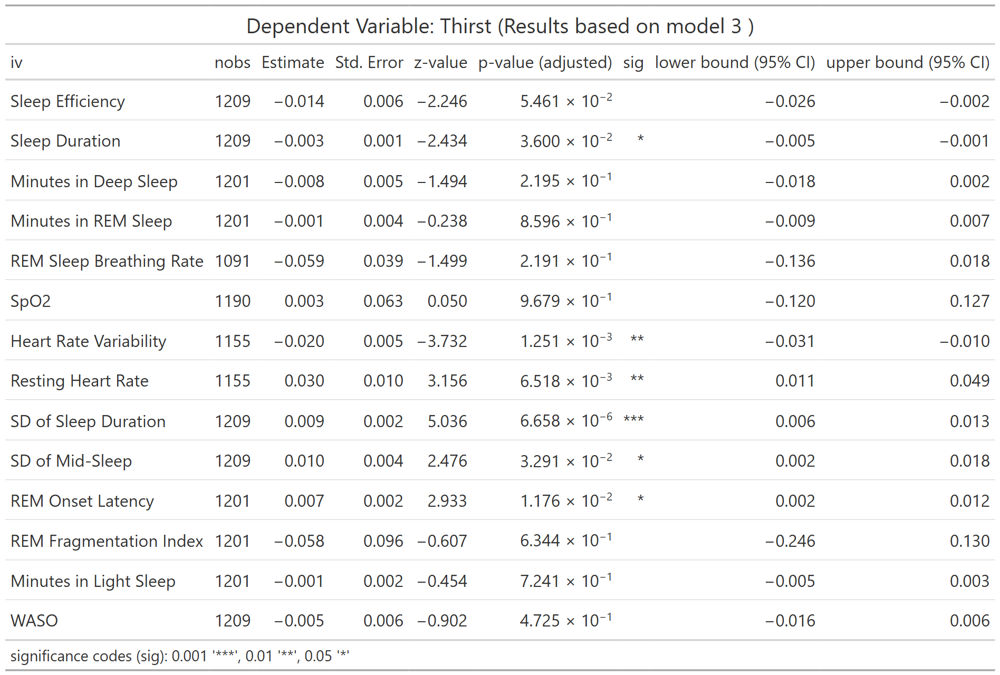 Dependent Variable: Thirst (Results based on model 3 )
iv nobs Estimate Std. Error z-value p-value (adjusted) sig lower bound (95% CI) upper bound (95% CI)
Sleep Efficiency 1209 −0.014 0.006 −2.246 5.461 × 10⁻² −0.026 −0.002
Sleep Duration 1209 −0.003 0.001 −2.434 3.600 × 10⁻² * −0.005 −0.001
Minutes in Deep Sleep 1201 −0.008 0.005 −1.494 2.195 × 10⁻¹ −0.018 0.002
Minutes in REM Sleep 1201 −0.001 0.004 −0.238 8.596 × 10⁻¹ −0.009 0.007
REM Sleep Breathing Rate 1091 −0.059 0.039 −1.499 2.191 × 10⁻¹ −0.136 0.018
SpO2 1190 0.003 0.063 0.050 9.679 × 10⁻¹ −0.120 0.127
Heart Rate Variability 1155 −0.020 0.005 −3.732 1.251 × 10⁻³ ** −0.031 −0.010
Resting Heart Rate 1155 0.030 0.010 3.156 6.518 × 10⁻³ ** 0.011 0.049
SD of Sleep Duration 1209 0.009 0.002 5.036 6.658 × 10⁻⁶ *** 0.006 0.013
SD of Mid-Sleep 1209 0.010 0.004 2.476 3.291 × 10⁻² * 0.002 0.018
REM Onset Latency 1201 0.007 0.002 2.933 1.176 × 10⁻² * 0.002 0.012
REM Fragmentation Index 1201 −0.058 0.096 −0.607 6.344 × 10⁻¹ −0.246 0.130
Minutes in Light Sleep 1201 −0.001 0.002 −0.454 7.241 × 10⁻¹ −0.005 0.003
WASO 1209 −0.005 0.006 −0.902 4.725 × 10⁻¹ −0.016 0.006
significance codes (sig): 0.001 '***', 0.01 '**', 0.05 '*'